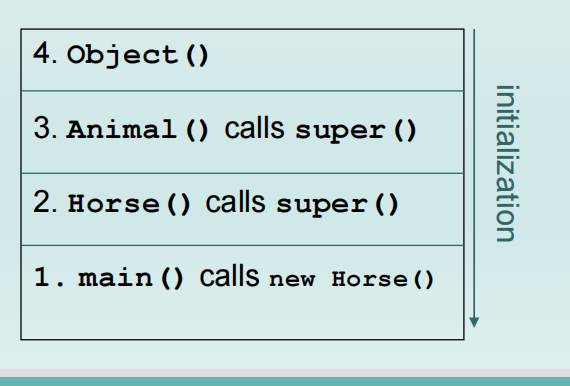 4. Object()
3. Animal() calls super()
2. Horse() calls super()
1. main() calls new Horse()
initialization